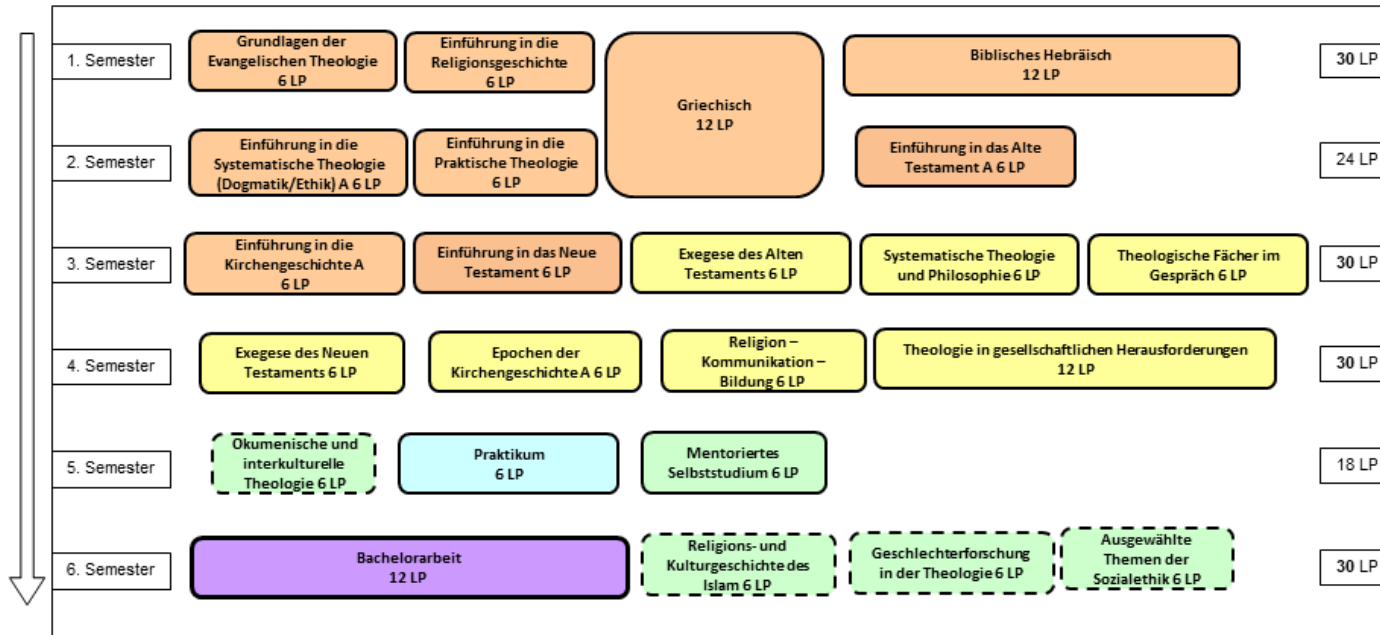 1. Semester
Grundlagen der
Evangelischen Theologie
6 LP
Einführung in die
Religionsgeschichte
6 LP
Griechisch
12 LP
Biblisches Hebräisch
12 LP
30 LP
2. Semester
Einführung in die
Systematische Theologie
(Dogmatik/Ethik) A 6 LP
Einführung in die
Praktische Theologie
6 LP
Einführung in das Alte
Testament A 6 LP
24 LP
3. Semester
Einführung in die
Kirchengeschichte A
6 LP
Einführung in das Neue
Testament 6 LP
Exegese des Alten
Testaments 6 LP
Systematische Theologie
und Philosophie 6 LP
Theologische Fächer im
Gespräch 6 LP
30 LP
4. Semester
Exegese des Neuen
Testaments 6 LP
Epochen der
Kirchengeschichte A 6 LP
Religion –
Kommunikation –
Bildung 6 LP
Theologie in gesellschaftlichen Herausforderungen
12 LP
30 LP
5. Semester
Ökumenische und
interkulturelle
Theologie 6 LP
Praktikum
6 LP
Mentoriertes
Selbststudium 6 LP
18 LP
6. Semester
Bachelorarbeit
12 LP
Religions- und
Kulturgeschichte des
Islam 6 LP
Geschlechterforschung
in der Theologie 6 LP
Ausgewählte
Themen der
Sozialethik 6 LP
30 LP